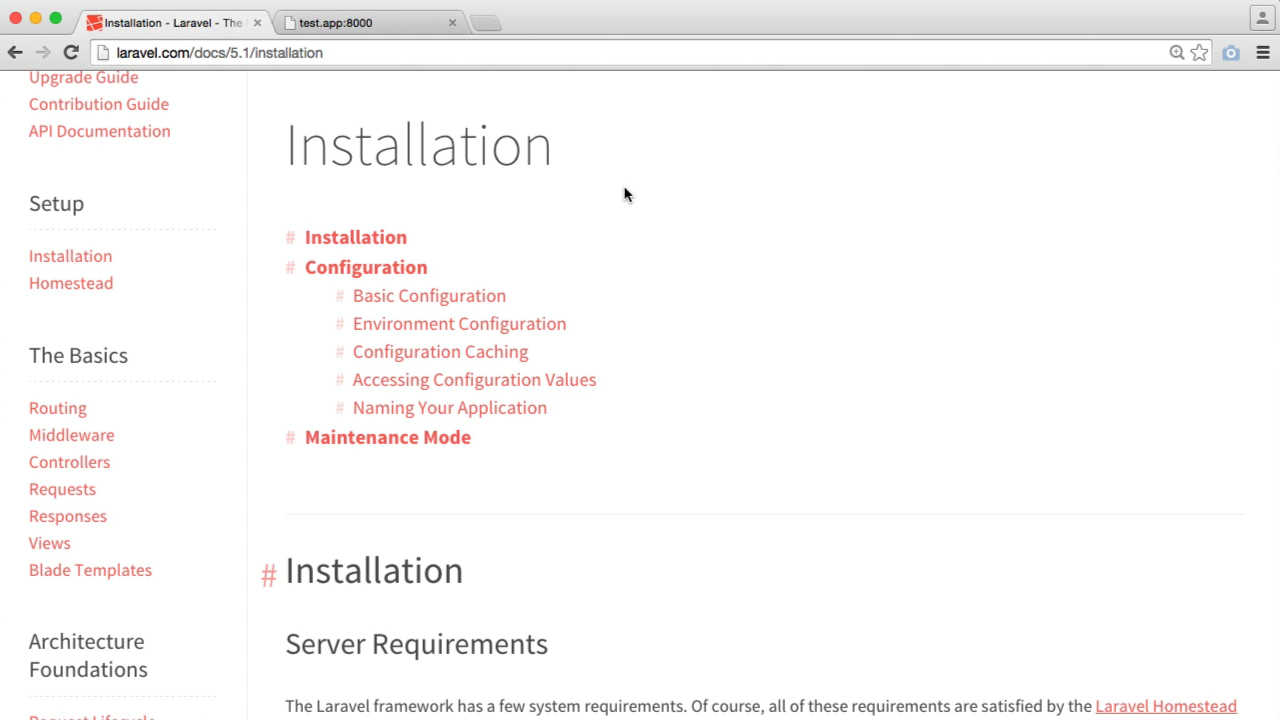 Installation - Laravel - The
test.app:8000
laravel.com/docs/5.1/installation
Upgrade Guide
Contribution Guide
API Documentation
Setup
Installation
Homestead
The Basics
Routing
Middleware
Controllers
Requests
Responses
Views
Blade Templates
Architecture
Foundations
Request Lifecycle
Installation
# Installation
# Configuration
# Basic Configuration
# Environment Configuration
# Configuration Caching
# Accessing Configuration Values
# Naming Your Application
# Maintenance Mode
# Installation
Server Requirements
The Laravel framework has a few system requirements. Of course, all of these requirements are satisfied by the Laravel Homestead